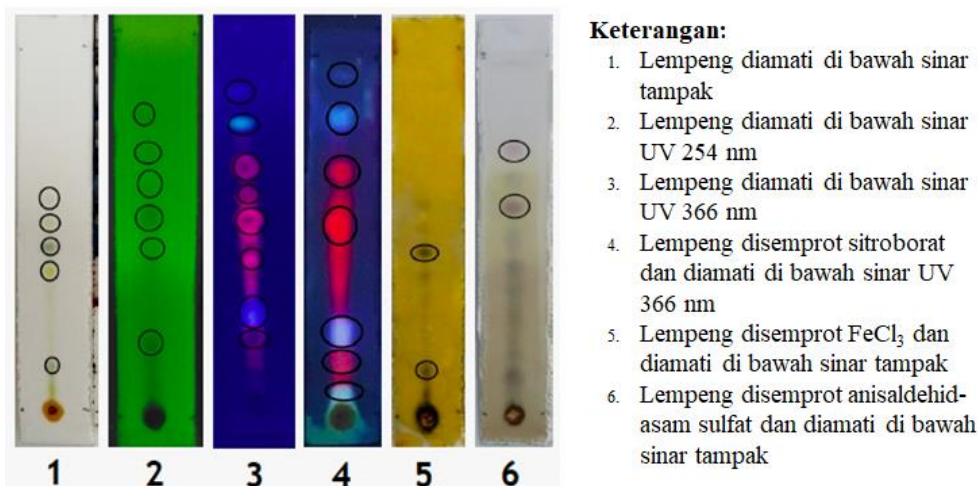 1 2 3 4 5 6
Keterangan:
1. Lempeng diamati di bawah sinar
tampak
2. Lempeng diamati di bawah sinar
UV 254 nm
3. Lempeng diamati di bawah sinar
UV 366 nm
4. Lempeng disemprot sitroborat
dan diamati di bawah sinar UV
366 nm
5. Lempeng disemprot FeCl₃ dan
diamati di bawah sinar tampak
6. Lempeng disemprot anisaldehid-
asam sulfat dan diamati di bawah
sinar tampak